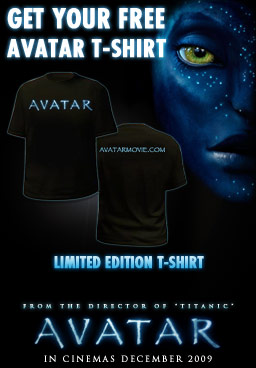 GET YOUR FREE
AVATAR T-SHIRT
AVATAR
AVATARMOVIE.COM
LIMITED EDITION T-SHIRT
FROM THE DIRECTOR OF "TITANIC"
AVATAR
IN CINEMAS DECEMBER 2009